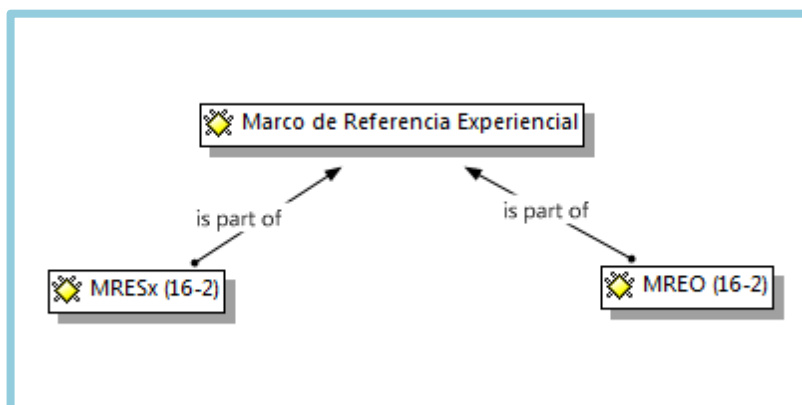 Marco de Referencia Experiencial
is part of
is part of
MRESx (16-2)
MREO (16-2)